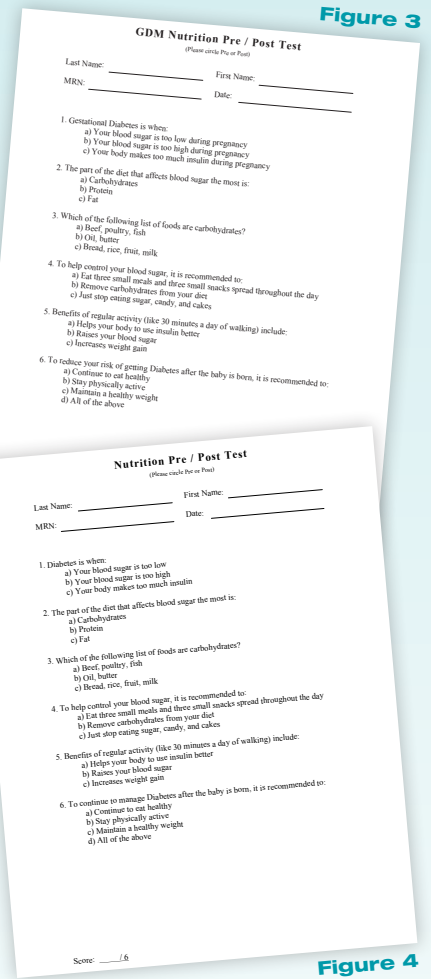 Figure 3
GDM Nutrition Pre / Post Test
(Please circle Pre or Post)
Last Name: First Name:
MRN: Date:
1. Gestational Diabetes is when:
a) Your blood sugar is too low during pregnancy
b) Your blood sugar is too high during pregnancy
c) Your body makes too much insulin during pregnancy
2. The part of the diet that affects blood sugar the most is:
a) Carbohydrates
b) Protein
c) Fat
3. Which of the following list of foods are carbohydrates?
a) Beef, poultry, fish
b) Oil, butter
c) Bread, rice, fruit, milk
4. To help control your blood sugar, it is recommended to:
a) Eat three small meals and three small snacks spread throughout the day
b) Remove carbohydrates from your diet
c) Just stop eating sugar, candy, and cakes
5. Benefits of regular activity (like 30 minutes a day of walking) include:
a) Helps your body to use insulin better
b) Raises your blood sugar
c) Increases weight gain
6. To reduce your risk of getting Diabetes after the baby is born, it is recommended to:
a) Continue to eat healthy
b) Stay physically active
c) Maintain a healthy weight
d) All of the above
Nutrition Pre / Post Test
(Please circle Pre or Post)
Last Name: First Name:
MRN: Date:
1. Diabetes is when:
a) Your blood sugar is too low
b) Your blood sugar is too high
c) Your body makes too much insulin
2. The part of the diet that affects blood sugar the most is:
a) Carbohydrates
b) Protein
c) Fat
3. Which of the following list of foods are carbohydrates?
a) Beef, poultry, fish
b) Oil, butter
c) Bread, rice, fruit, milk
4. To help control your blood sugar, it is recommended to:
a) Eat three small meals and three small snacks spread throughout the day
b) Remove carbohydrates from your diet
c) Just stop eating sugar, candy, and cakes
5. Benefits of regular activity (like 30 minutes a day of walking) include:
a) Helps your body to use insulin better
b) Raises your blood sugar
c) Increases weight gain
6. To continue to manage Diabetes after the baby is born, it is recommended to:
a) Continue to eat healthy
b) Stay physically active
c) Maintain a healthy weight
d) All of the above
Score: ____/ 6
Figure 4